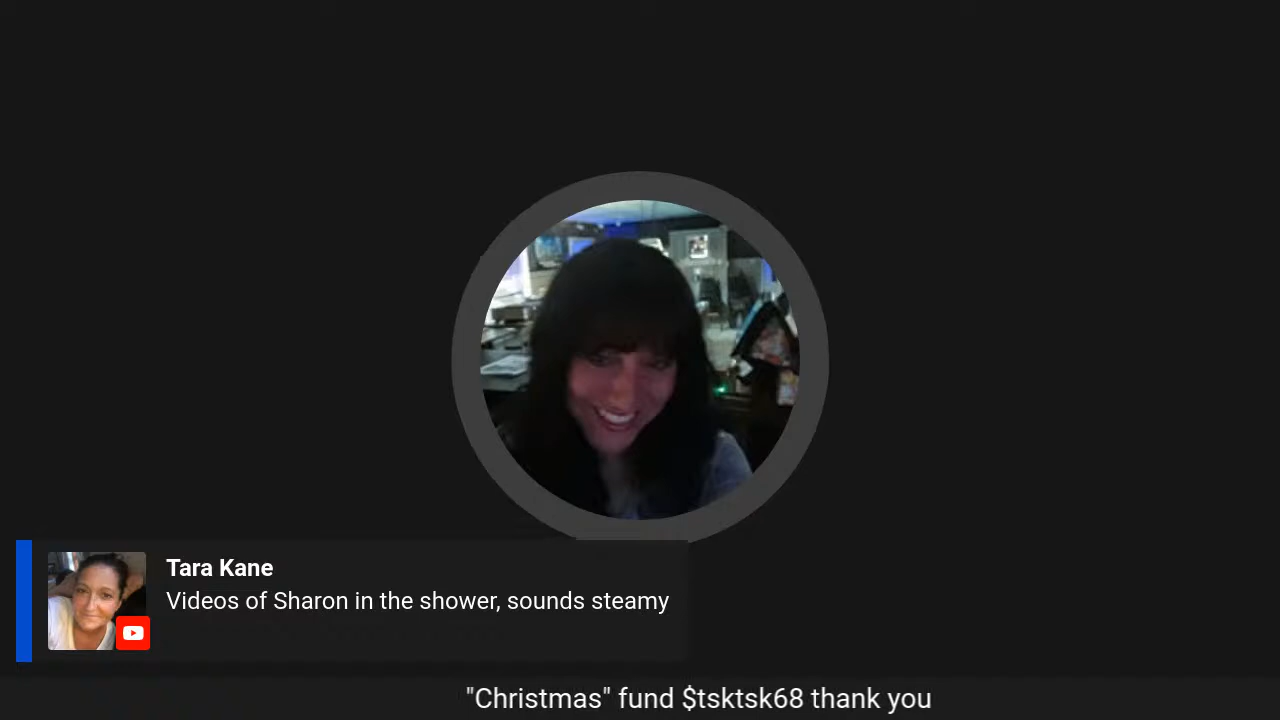 Tara Kane
Videos of Sharon in the shower, sounds steamy
"Christmas" fund $tsktsk68 thank you